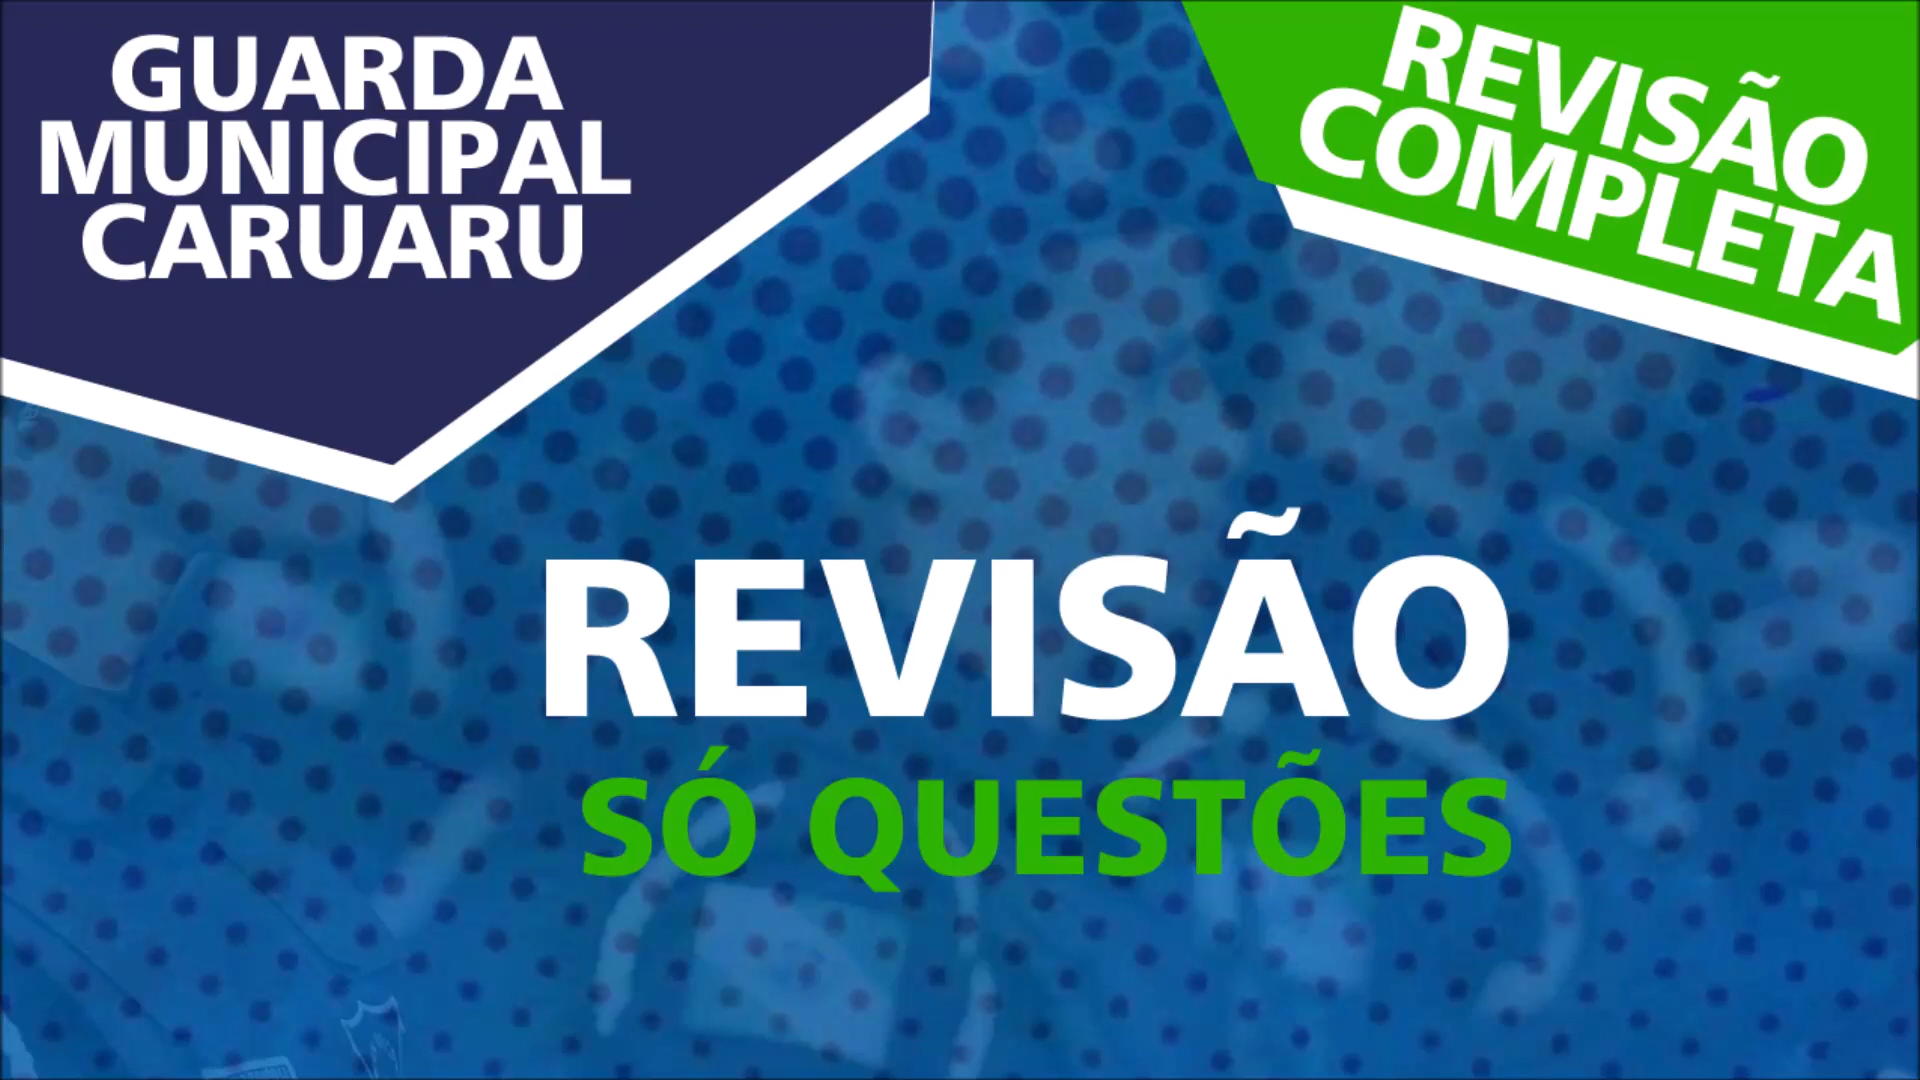 GUARDA
MUNICIPAL
CARUARU
REVISÃO
COMPLETA
REVISÃO
SÓ QUESTÕES